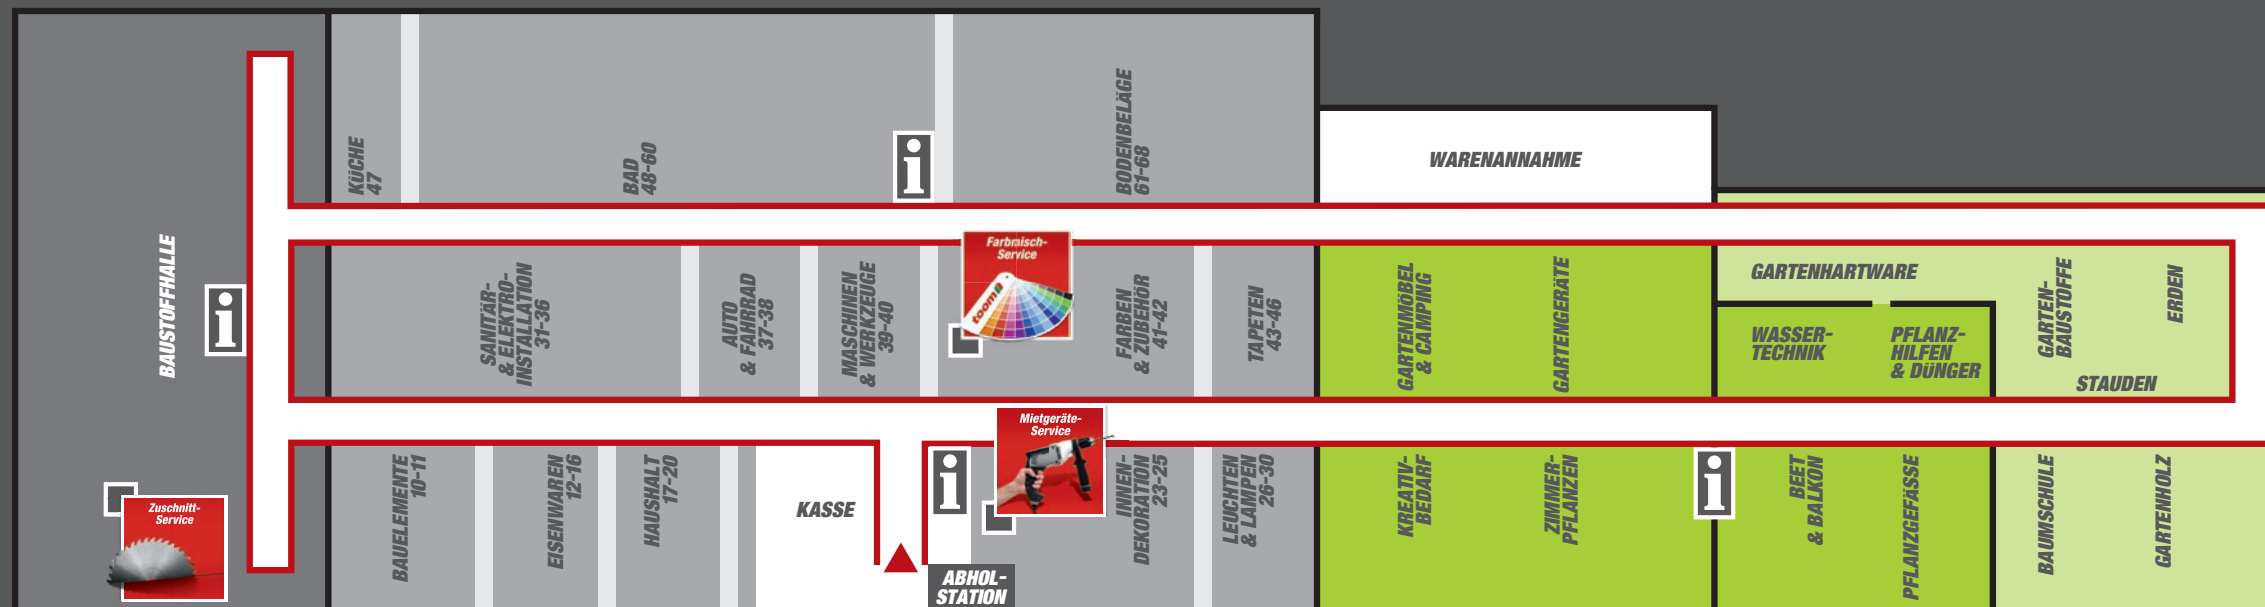 KÜCHE
47
BAD
48-60
BODENBELÄGE
61-68
WARENANNAHME
BAUSTOFFHALLE
SANITÄR-
& ELEKTRO-
INSTALLATION
31-36
AUTO
& FAHRRAD
37-38
MASCHINEN
& WERKZEUGE
39-40
Farbmisch-
Service
toom
FARBEN
& ZUBEHÖR
41-42
TAPETEN
43-46
GARTENMÖBEL
& CAMPING
GARTENGERÄTE
GARTENHARTWARE
WASSER-
TECHNIK
PFLANZ-
HILFEN
& DÜNGER
GARTEN-
BAUSTOFFE
ERDEN
STAUDEN
Zuschnitt-
Service
BAUELEMENTE
10-11
EISENWAREN
12-16
HAUSHALT
17-20
KASSE
ABHOL-
STATION
Mietgeräte-
Service
INNEN-
DEKORATION
23-25
LEUCHTEN
& LAMPEN
26-30
KREATIV-
BEDARF
ZIMMER-
PFLANZEN
BEET
& BALKON
PFLANZGEFÄSSE
BAUMSCHULE
GARTENHOLZ